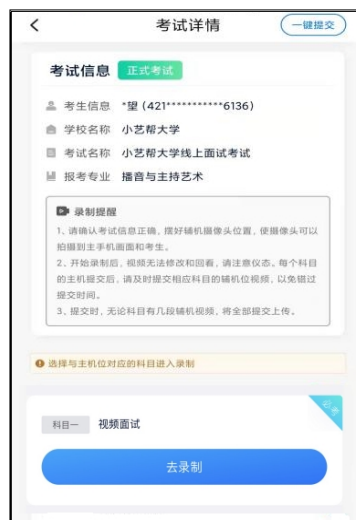 考试详情
一键提交
考试信息 正式考试
考生信息 *望 (421***********6136)
学校名称 小艺帮大学
考试名称 小艺帮大学线上面试考试
报考专业 播音与主持艺术
录制提醒
1、请确认考试信息正确，摆好辅机摄像头位置，使摄像头可以
拍摄到主手机画面和考生。
2、开始录制后，视频无法修改和回看，请注意仪态。每个科目
的主机提交后，请及时提交相应科目的辅机位视频，以免错过
提交时间。
3、提交时，无论科目有几段辅机视频，将全部提交上传。
选择与主机位对应的科目进入录制
必考
科目一 视频面试
去录制